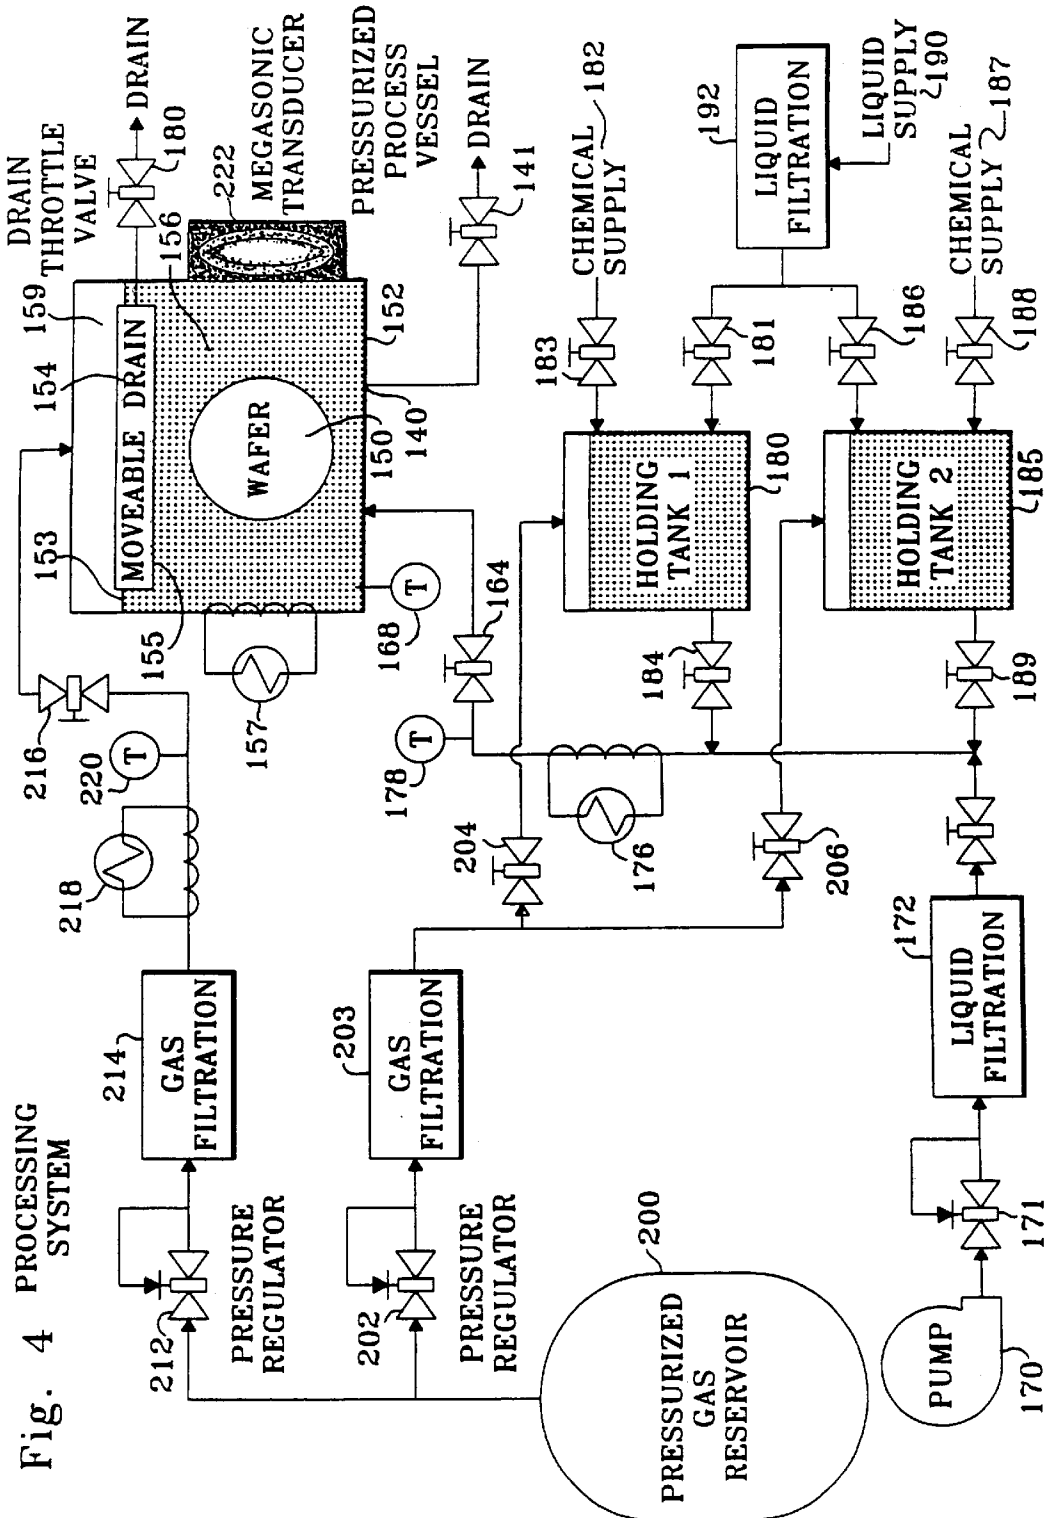 Fig. 4 PROCESSING
SYSTEM
212
PRESSURE
REGULATOR
214
GAS
FILTRATION
218
220
T
216
153
159
154
MOVEABLE DRAIN
155
DRAIN
THROTTLE
VALVE
DRAIN
180
156
222
MEGASONIC
TRANSDUCER
PRESSURIZED
PROCESS
VESSEL
WAFER
150
152
140
157
T
168
141
DRAIN
202
PRESSURE
REGULATOR
203
GAS
FILTRATION
204
206
T
178
164
176
CHEMICAL
SUPPLY
182
183
181
HOLDING
TANK 1
180
184
192
LIQUID
FILTRATION
LIQUID
SUPPLY
190
186
CHEMICAL
SUPPLY
187
188
HOLDING
TANK 2
185
189
200
PRESSURIZED
GAS
RESERVOIR
PUMP
170
171
172
LIQUID
FILTRATION